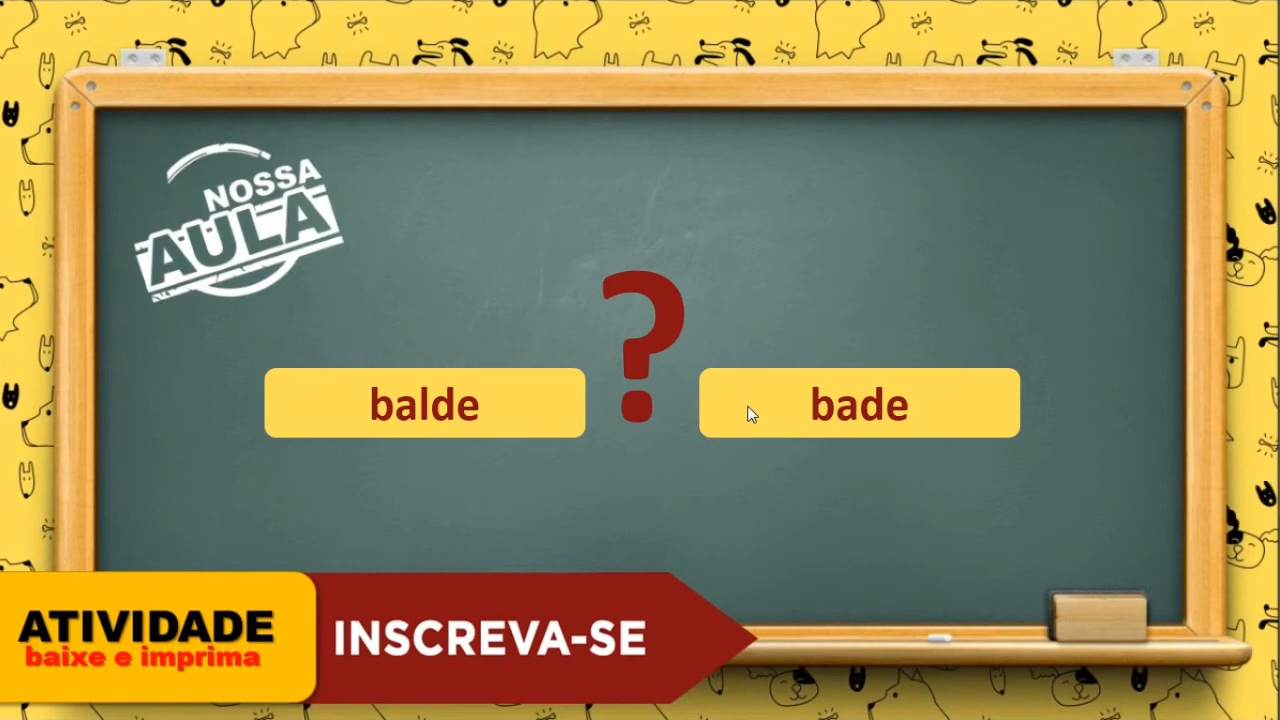 NOSSA
AULA
?
balde
bade
ATIVIDADE
baixe e imprima
INSCREVA-SE